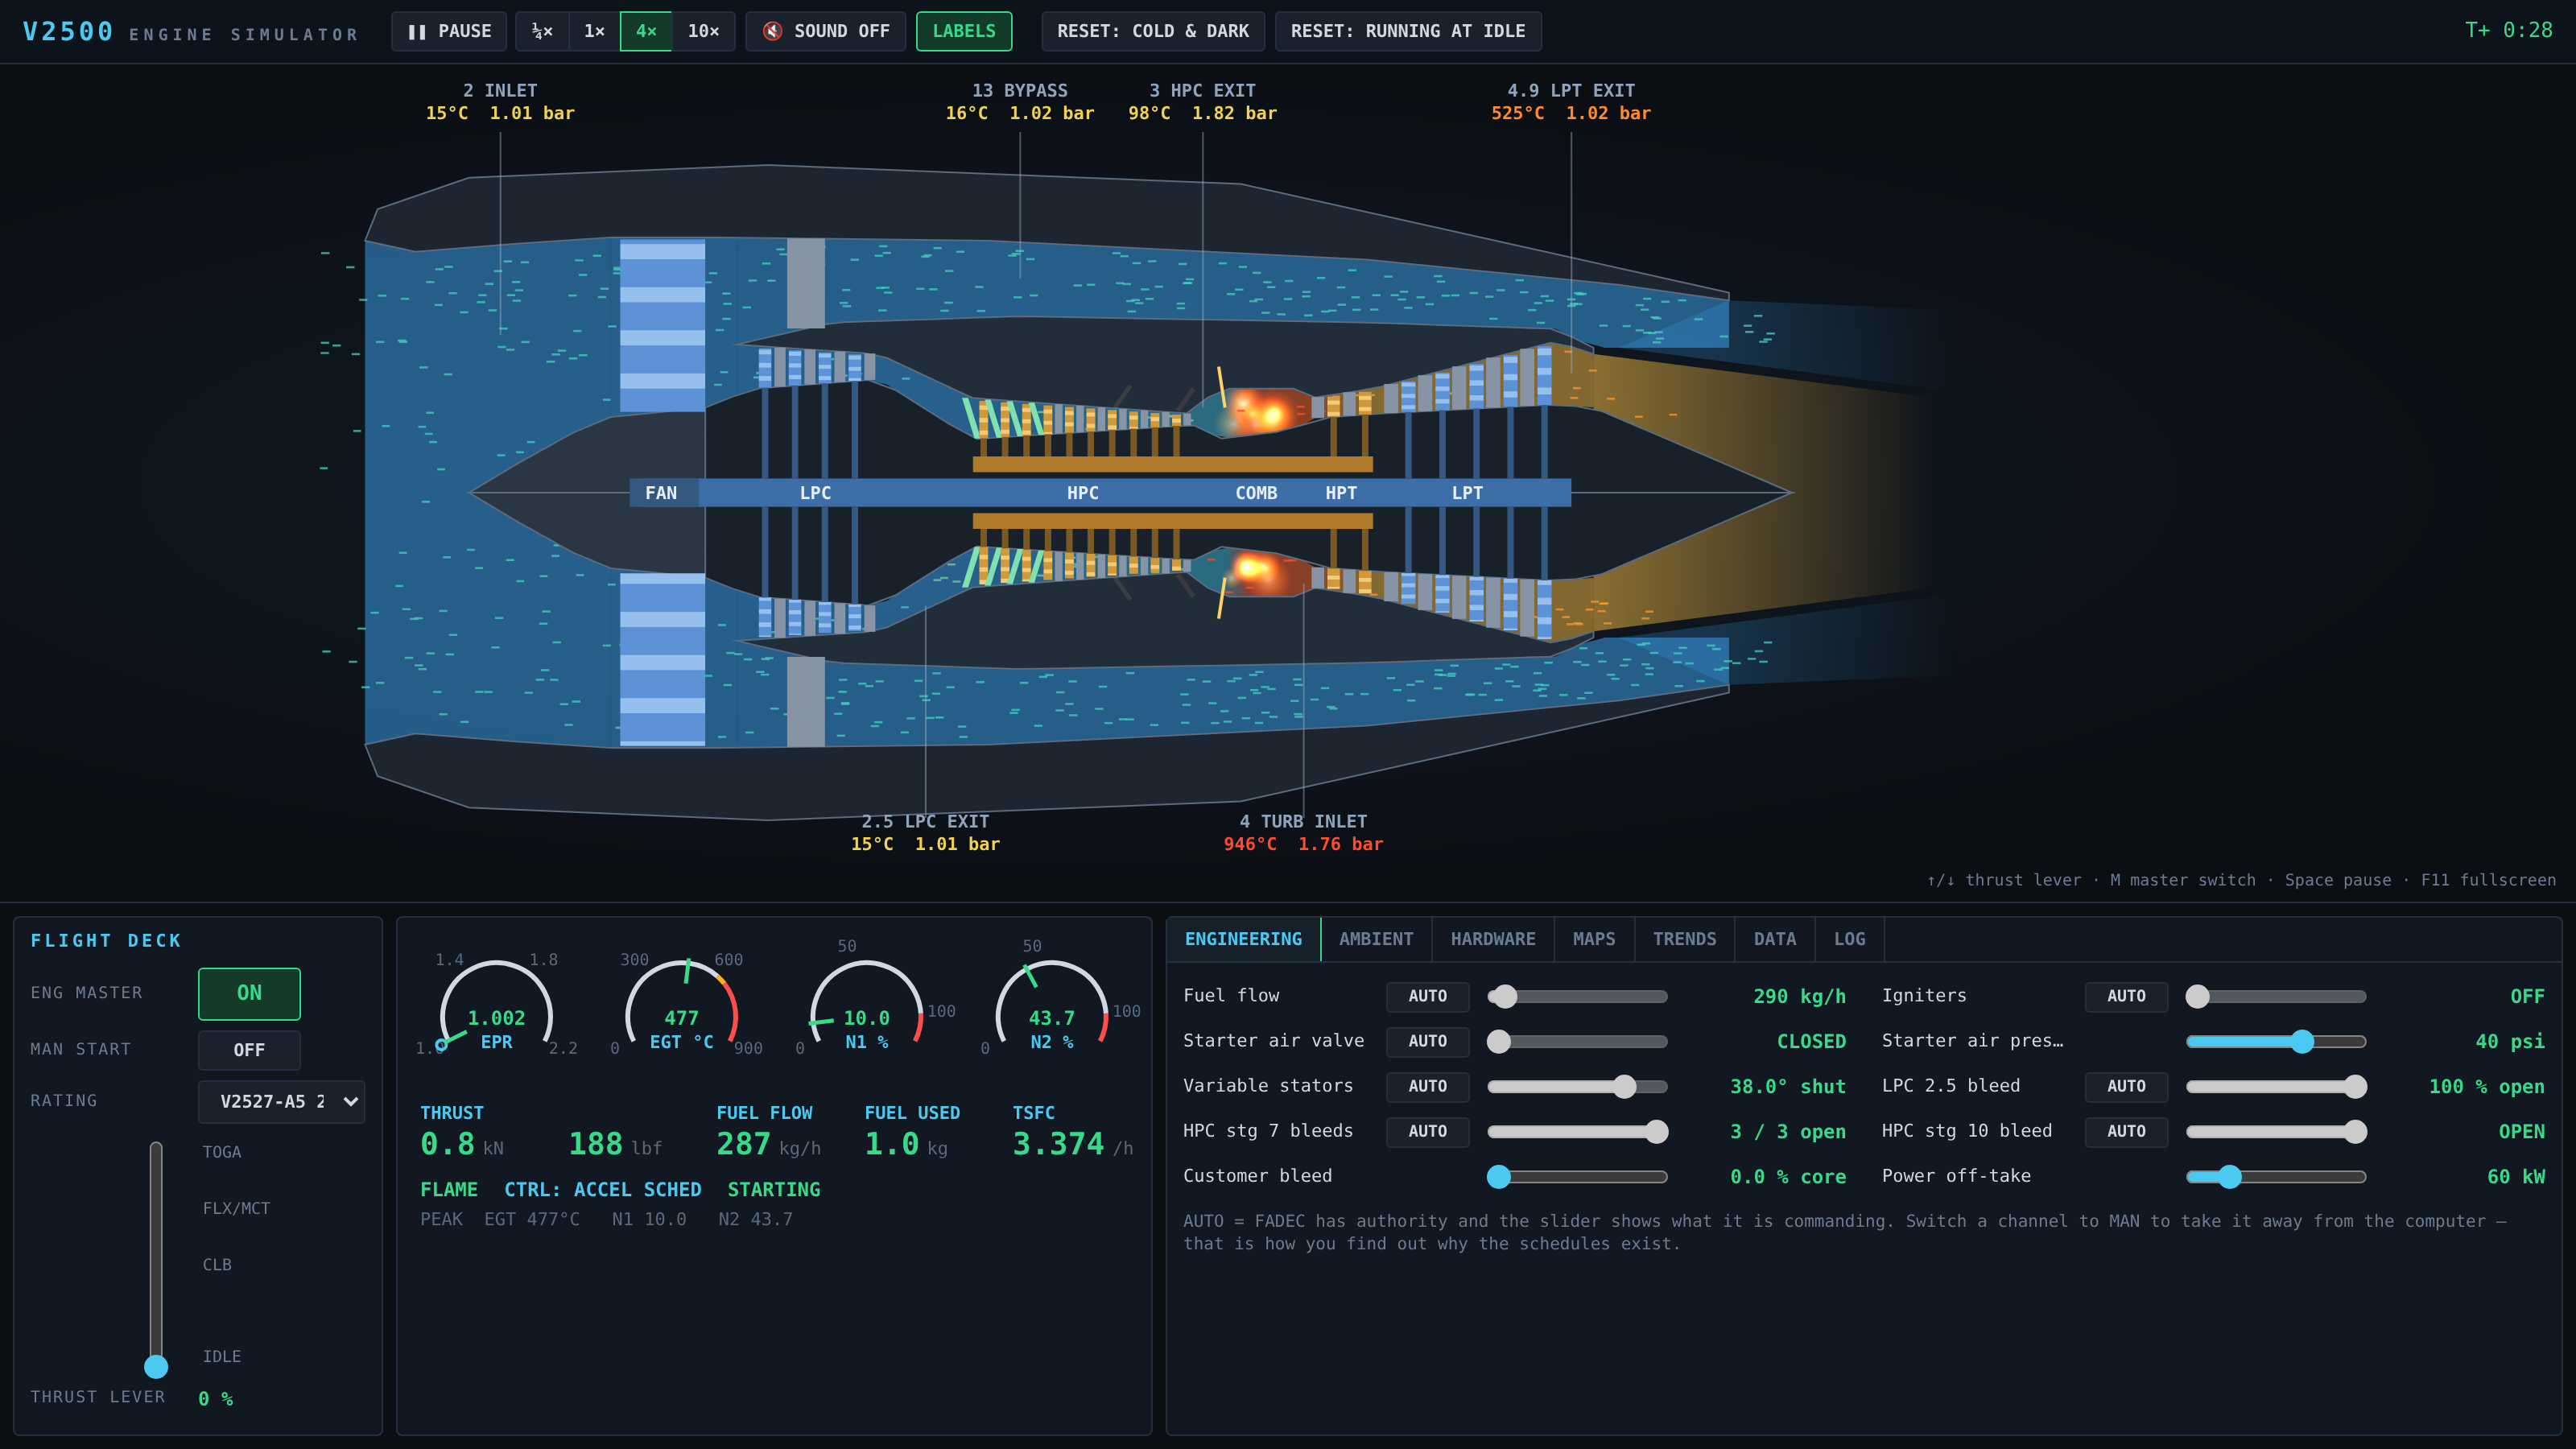 V2500 ENGINE SIMULATOR
❚❚ PAUSE
¼× 1× 4× 10×
🔇 SOUND OFF
LABELS
RESET: COLD & DARK
RESET: RUNNING AT IDLE
T+ 0:28
2 INLET
15°C 1.01 bar
13 BYPASS
16°C 1.02 bar
3 HPC EXIT
98°C 1.82 bar
4.9 LPT EXIT
525°C 1.02 bar
FAN LPC HPC COMB HPT LPT
2.5 LPC EXIT
15°C 1.01 bar
4 TURB INLET
946°C 1.76 bar
↑/↓ thrust lever · M master switch · Space pause · F11 fullscreen
FLIGHT DECK
ENG MASTER ON
MAN START OFF
RATING V2527-A5 2
TOGA
FLX/MCT
CLB
IDLE
THRUST LEVER 0 %
1.4 1.8
1.002
1.0 EPR 2.2
300 600
477
0 EGT °C 900
50
10.0 100
0 N1 %
50
43.7 100
0 N2 %
THRUST FUEL FLOW FUEL USED TSFC
0.8 kN 188 lbf 287 kg/h 1.0 kg 3.374 /h
FLAME CTRL: ACCEL SCHED STARTING
PEAK EGT 477°C N1 10.0 N2 43.7
ENGINEERING AMBIENT HARDWARE MAPS TRENDS DATA LOG
Fuel flow AUTO 290 kg/h Igniters AUTO OFF
Starter air valve AUTO CLOSED Starter air pres… 40 psi
Variable stators AUTO 38.0° shut LPC 2.5 bleed AUTO 100 % open
HPC stg 7 bleeds AUTO 3 / 3 open HPC stg 10 bleed AUTO OPEN
Customer bleed 0.0 % core Power off-take 60 kW
AUTO = FADEC has authority and the slider shows what it is commanding. Switch a channel to MAN to take it away from the computer —
that is how you find out why the schedules exist.